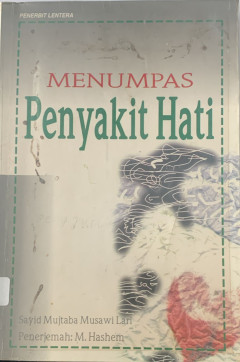 PENERBIT LENTERA
MENUMPAS
Penyakit Hati
Sayid Mujtaba Musawi Lari
Penerjemah: M. Hashem